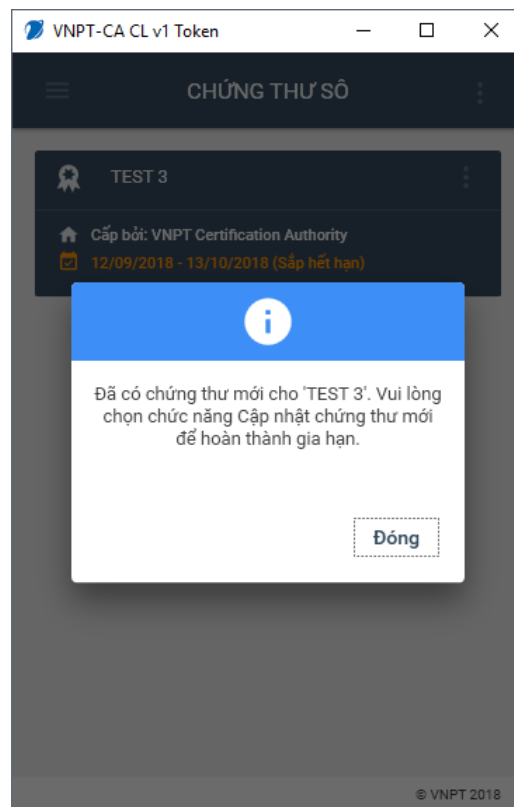 VNPT-CA CL v1 Token
CHỨNG THƯ SỐ
TEST 3
Cấp bởi: VNPT Certification Authority
12/09/2018 - 13/10/2018 (Sắp hết hạn)
Đã có chứng thư mới cho 'TEST 3'. Vui lòng
chọn chức năng Cập nhật chứng thư mới
để hoàn thành gia hạn.
Đóng
© VNPT 2018